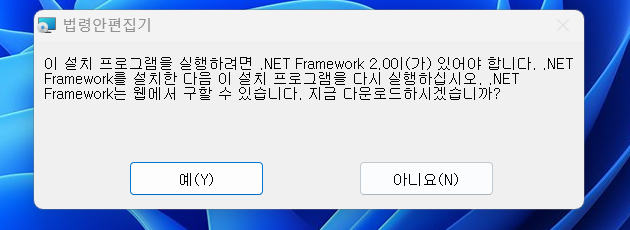 법령안편집기
이 설치 프로그램을 실행하려면 .NET Framework 2.0이(가) 있어야 합니다. .NET
Framework를 설치한 다음 이 설치 프로그램을 다시 실행하십시오. .NET
Framework는 웹에서 구할 수 있습니다. 지금 다운로드하시겠습니까?
예(Y) 아니요(N)